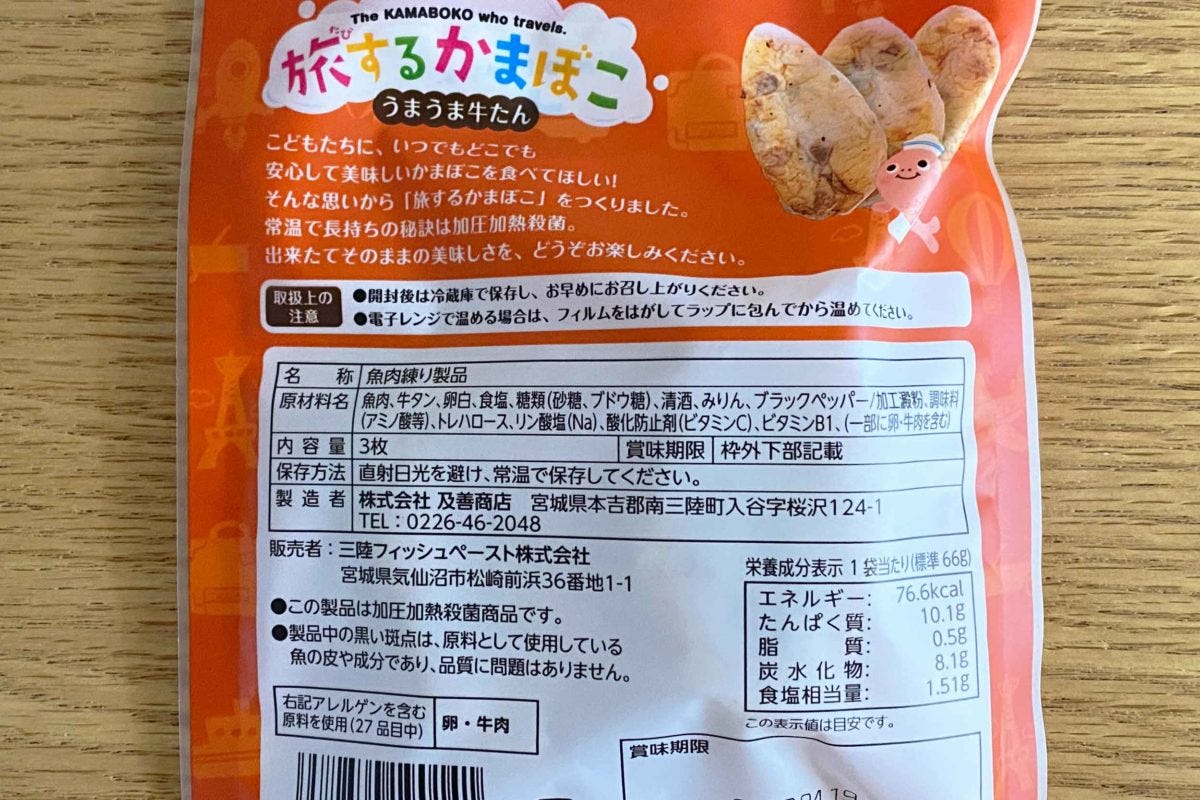 The KAMABOKO who travels.
たび
旅するかまぼこ
うまうま牛たん
こどもたちに、いつでもどこでも
安心して美味しいかまぼこを食べてほしい!
そんな思いから「旅するかまぼこ」をつくりました。
常温で長持ちの秘訣は加圧加熱殺菌。
出来たてそのままの美味しさを、どうぞお楽しみください。
取扱上の
注意
●開封後は冷蔵庫で保存し、お早めにお召し上がりください。
●電子レンジで温める場合は、フィルムをはがしてラップに包んでから温めてください。
名称 魚肉練り製品
原材料名 魚肉、牛タン、卵白、食塩、糖類(砂糖、ブドウ糖)、清酒、みりん、ブラックペッパー/加工澱粉、調味料
(アミノ酸等)、トレハロース、リン酸塩(Na)、酸化防止剤(ビタミンC)、ビタミンB1、(一部に卵・牛肉を含む)
内容量 3枚 賞味期限 枠外下部記載
保存方法 直射日光を避け、常温で保存してください。
製造者 株式会社 及善商店 宮城県本吉郡南三陸町入谷字桜沢124-1
TEL:0226-46-2048
販売者:三陸フィッシュペースト株式会社
宮城県気仙沼市松崎前浜36番地1-1
●この製品は加圧加熱殺菌商品です。
●製品中の黒い斑点は、原料として使用している
魚の皮や成分であり、品質に問題はありません。
栄養成分表示 1袋当たり(標準 66g)
エネルギー: 76.6kcal
たんぱく質: 10.1g
脂質: 0.5g
炭水化物: 8.1g
食塩相当量: 1.51g
この表示値は目安です。
右記アレルゲンを含む
原料を使用(27品目中)
卵・牛肉
賞味期限